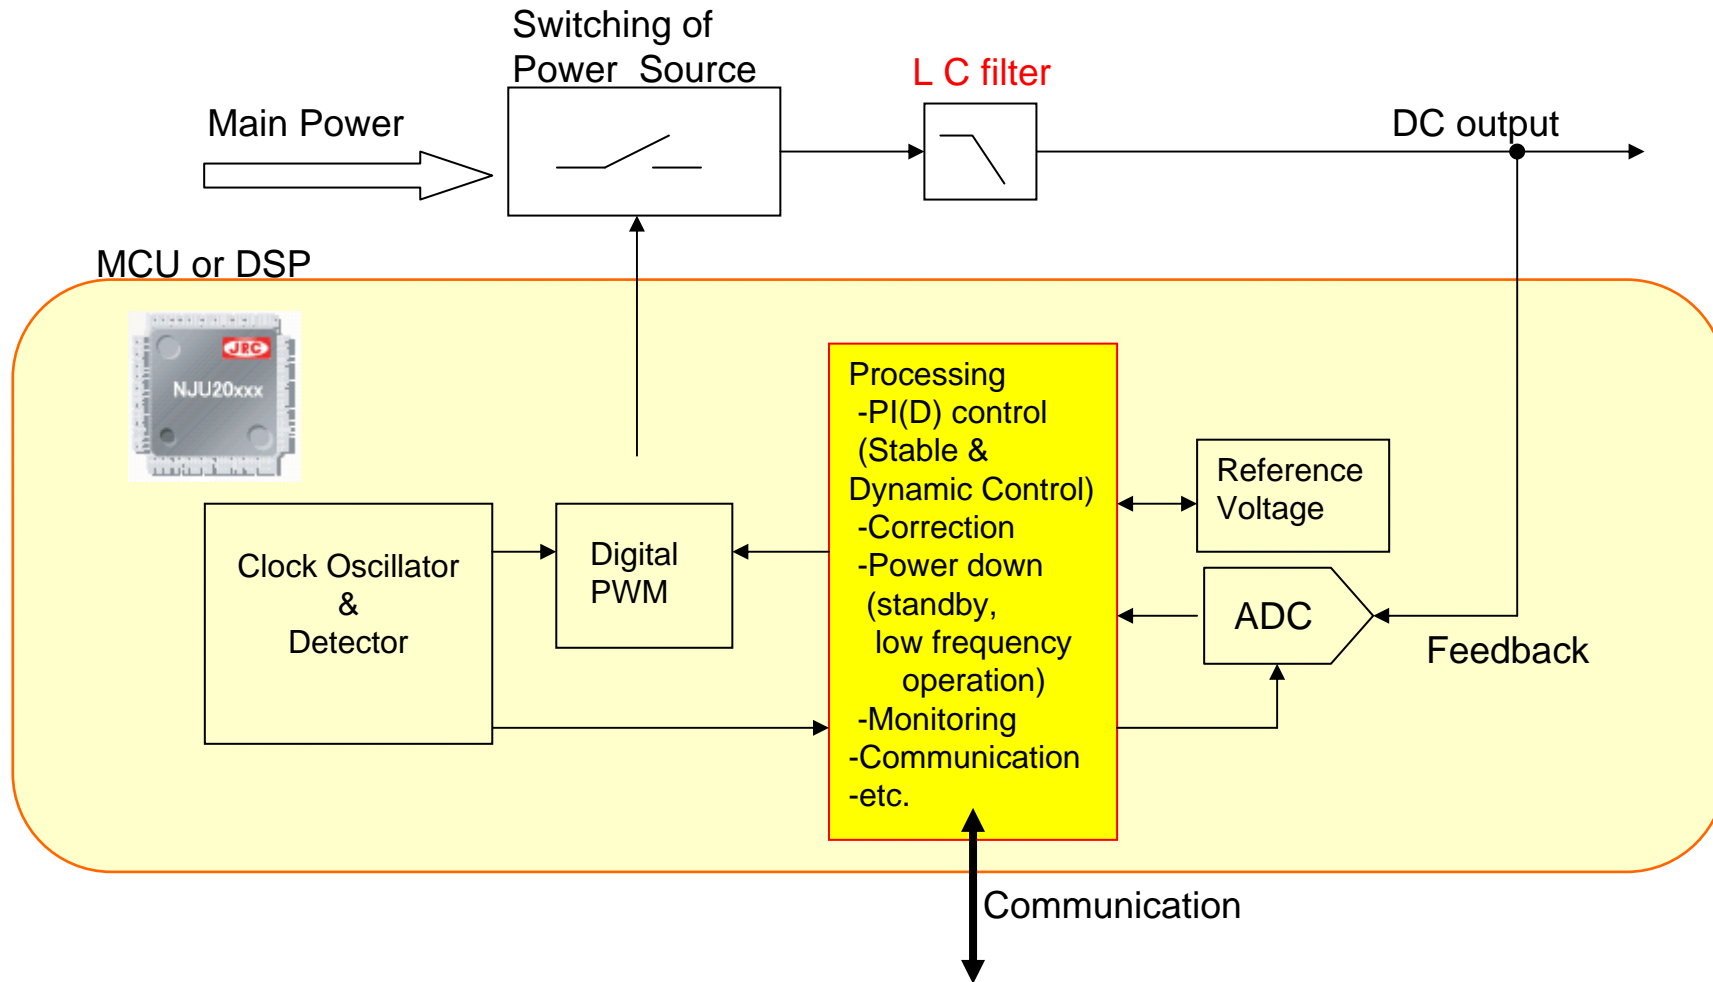 Switching of
Power Source
L C filter
Main Power
DC output
MCU or DSP
JRC
NJU20xxx
Processing
-PI(D) control
(Stable &
Dynamic Control)
-Correction
-Power down
(standby,
low frequency
operation)
-Monitoring
-Communication
-etc.
Reference
Voltage
Clock Oscillator
&
Detector
Digital
PWM
ADC
Feedback
Communication